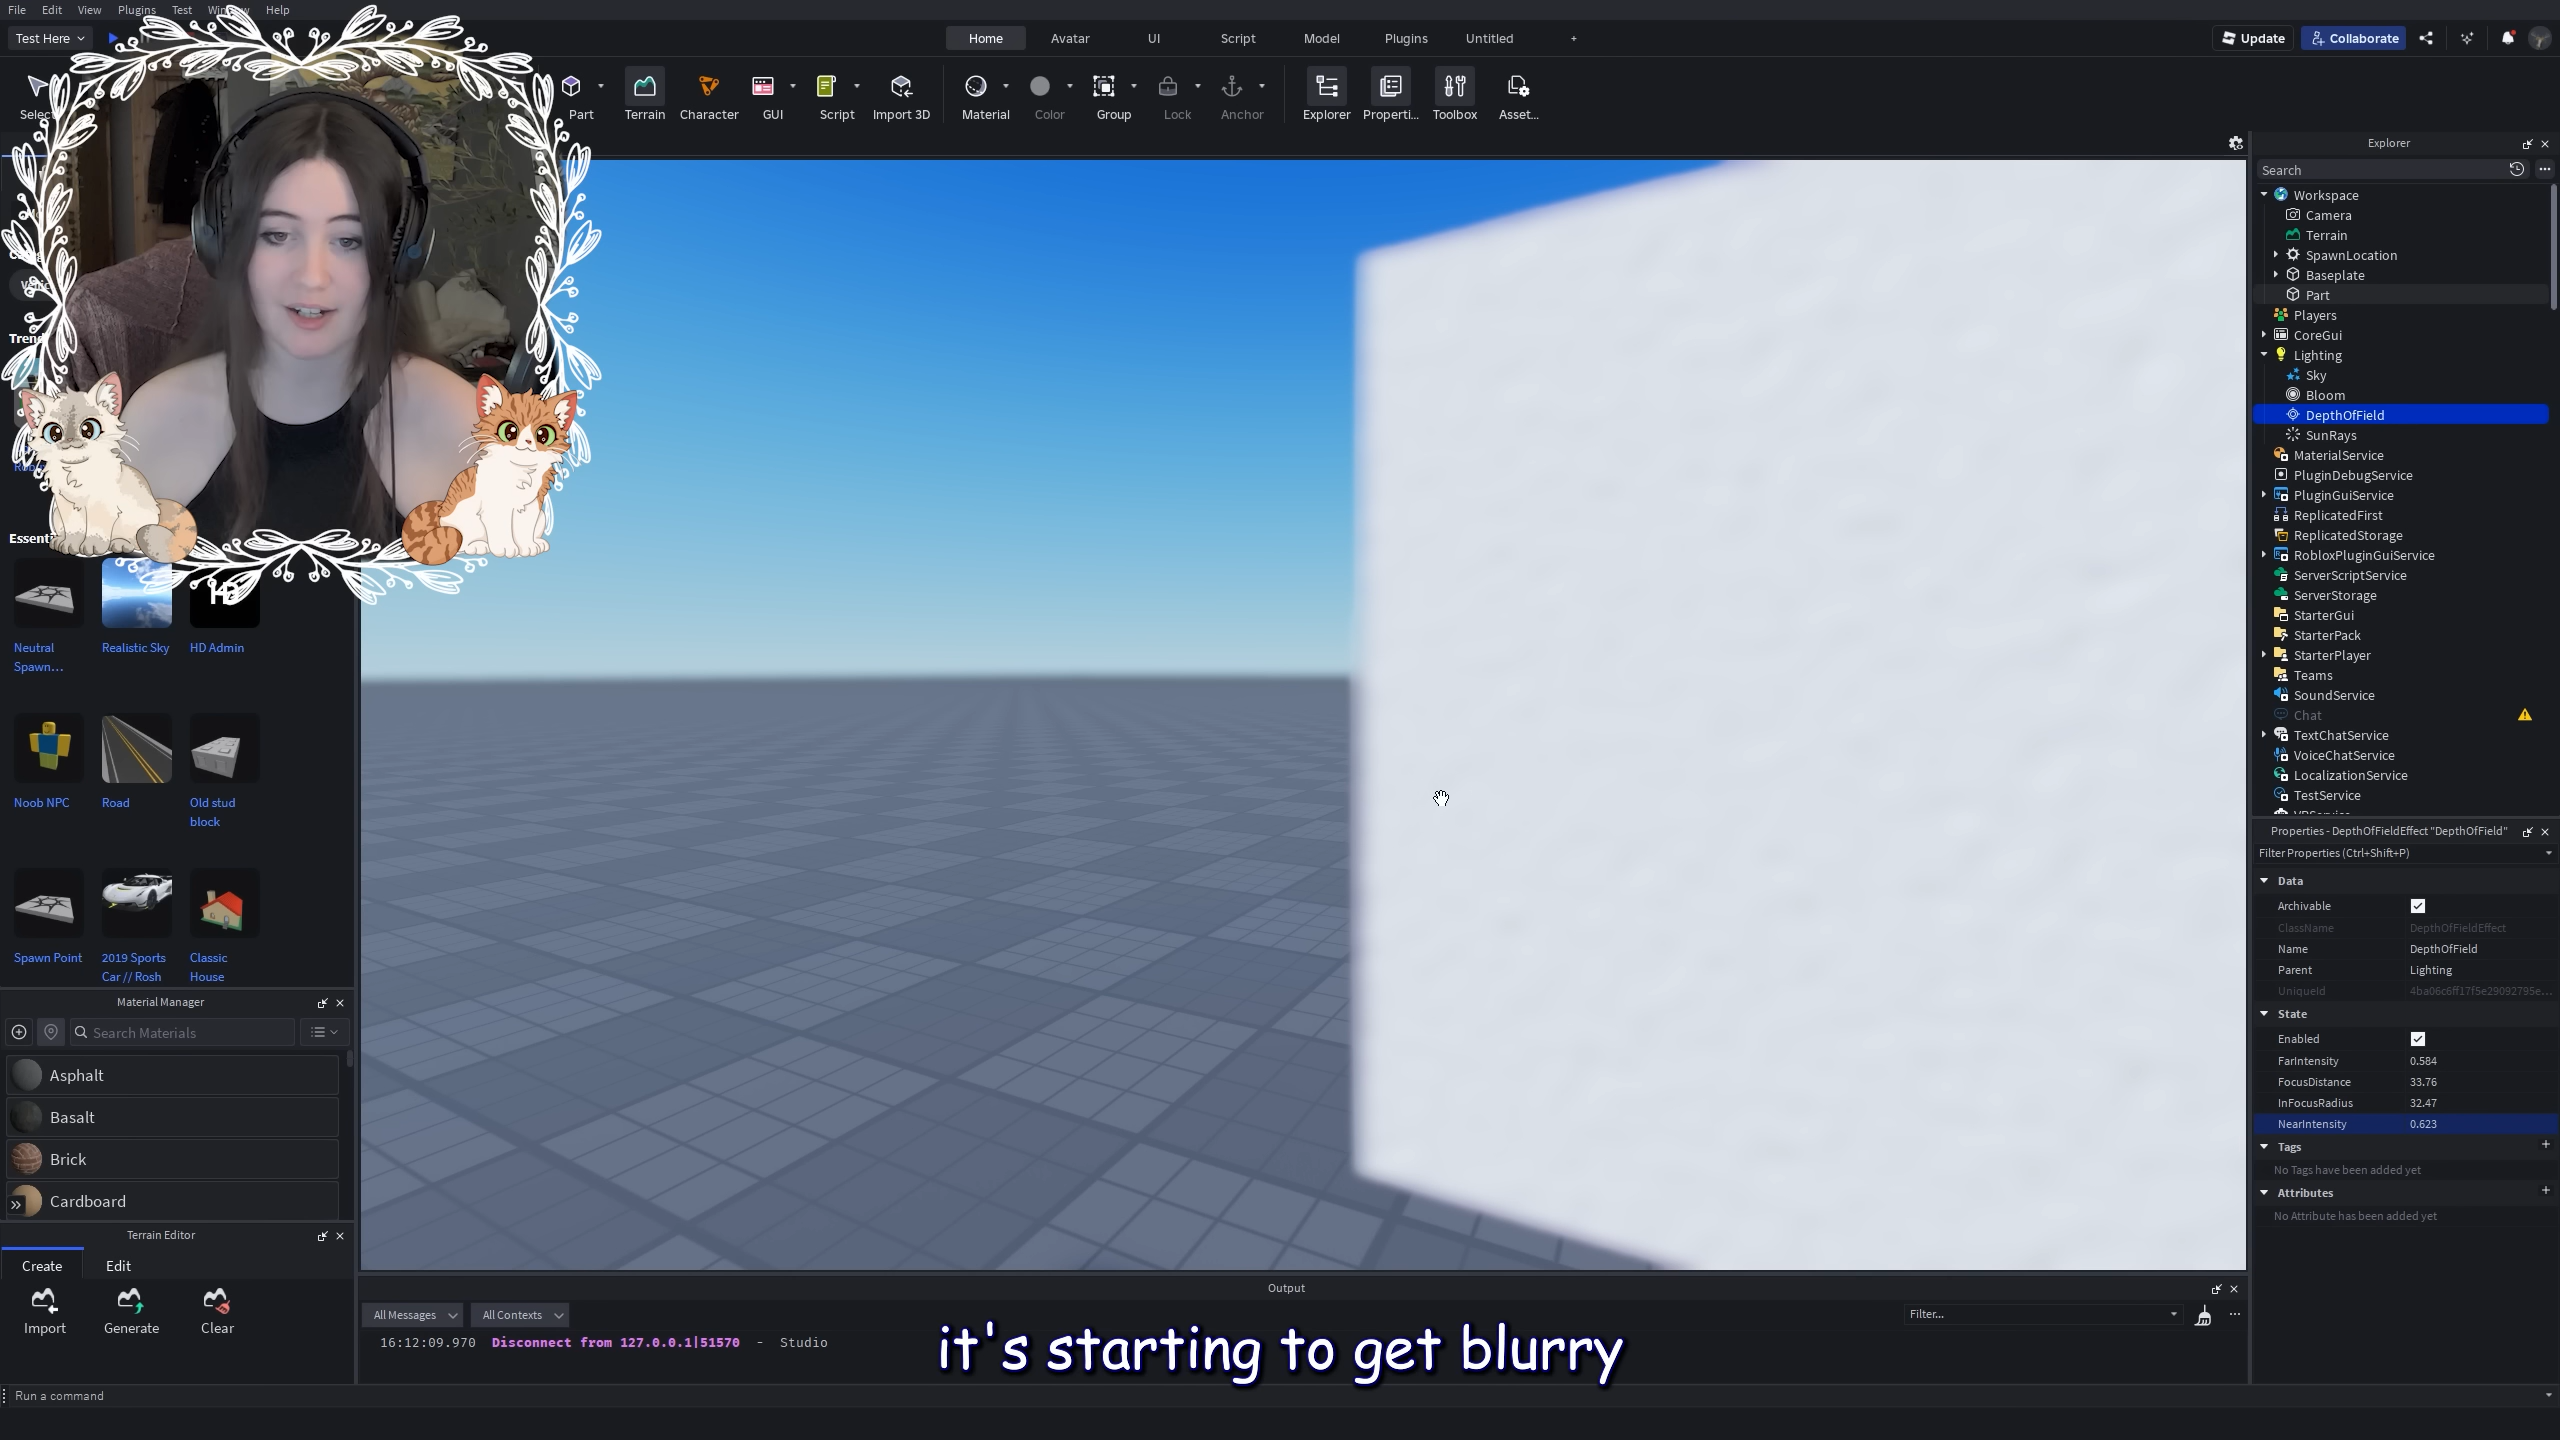 File Edit View Plugins Test Help
Test Here
Home Avatar UI Script Model Plugins Untitled +
Update Collaborate
Select
Part Terrain Character GUI Script Import 3D
Material Color Group Lock Anchor
Explorer Properti... Toolbox Asset...
Essenti
Neutral Spawn...
Realistic Sky
HD Admin
Noob NPC
Road
Old stud block
Spawn Point
2019 Sports Car // Rosh
Classic House
Material Manager
Search Materials
Asphalt
Basalt
Brick
Cardboard
Terrain Editor
Create Edit
Import Generate Clear
Output
All Messages All Contexts Filter...
16:12:09.970 Disconnect from 127.0.0.1|51570 - Studio
it's starting to get blurry
Run a command
Explorer
Search
Workspace
Camera
Terrain
SpawnLocation
Baseplate
Part
Players
CoreGui
Lighting
Sky
Bloom
DepthOfField
SunRays
MaterialService
PluginDebugService
PluginGuiService
ReplicatedFirst
ReplicatedStorage
RobloxPluginGuiService
ServerScriptService
ServerStorage
StarterGui
StarterPack
StarterPlayer
Teams
SoundService
Chat
TextChatService
VoiceChatService
LocalizationService
TestService
Properties - DepthOfFieldEffect "DepthOfField"
Filter Properties (Ctrl+Shift+P)
Data
Archivable
ClassName DepthOfFieldEffect
Name DepthOfField
Parent Lighting
UniqueId 4ba06c6ff17f5e29092795e...
State
Enabled
FarIntensity 0.584
FocusDistance 33.76
InFocusRadius 32.47
NearIntensity 0.623
Tags +
No Tags have been added yet
Attributes +
No Attribute has been added yet